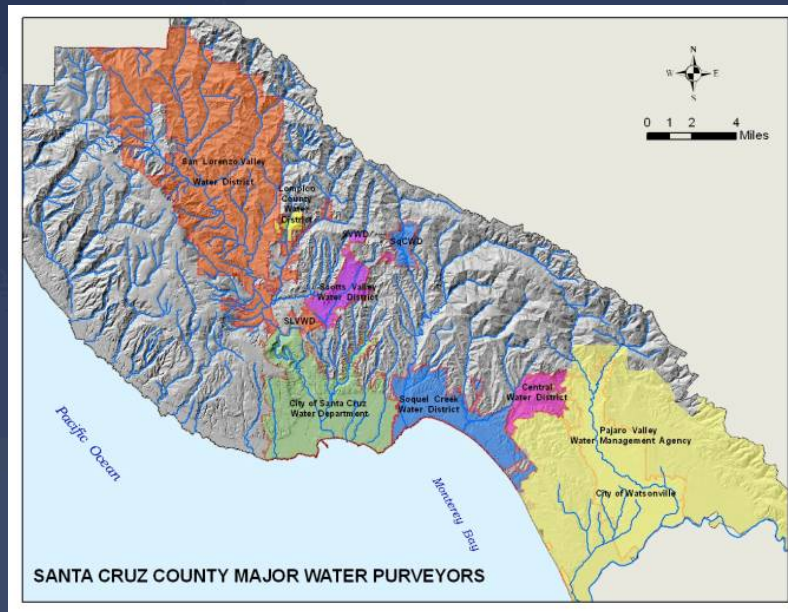 N
W E
S
0 1 2 4
Miles
San Lorenzo Valley
Water District
Lompico
County
Water
District
SVWD
SqCWD
Scotts Valley
Water District
SLVWD
City of Santa Cruz
Water Department
Soquel Creek
Water District
Central
Water District
Pajaro Valley
Water Management Agency
City of Watsonville
Pacific Ocean
Monterey Bay
SANTA CRUZ COUNTY MAJOR WATER PURVEYORS